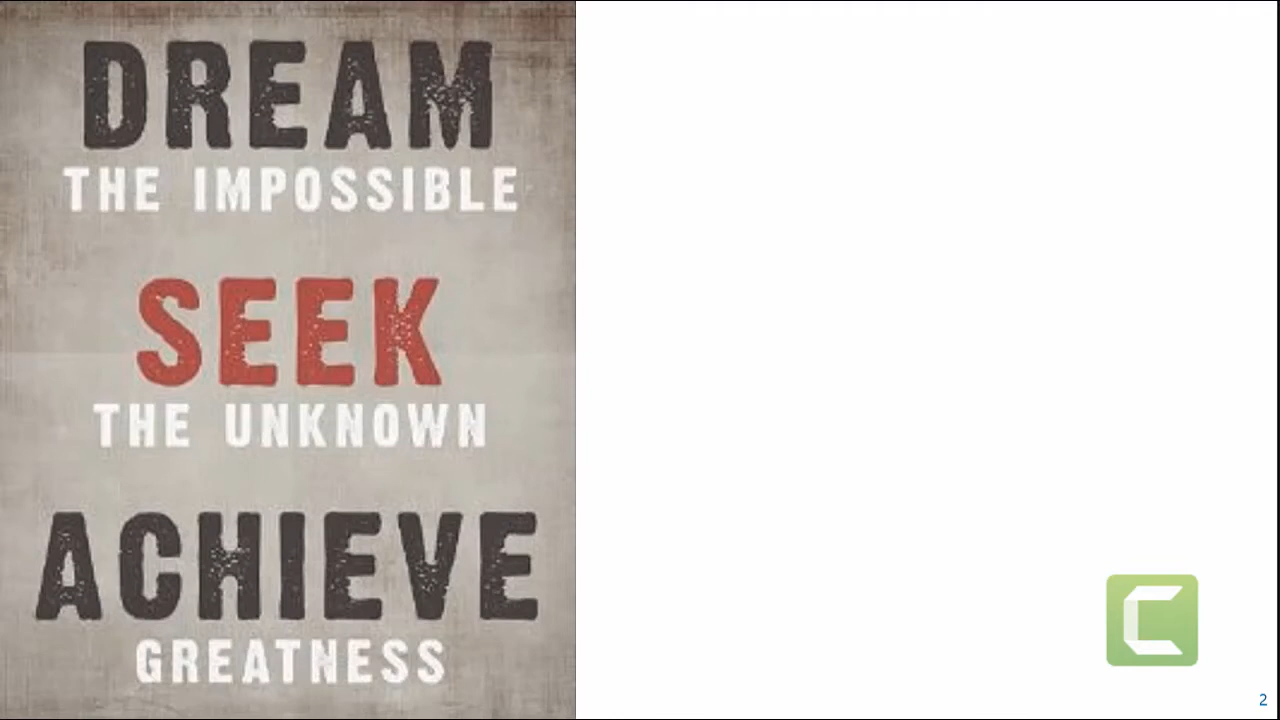 DREAM
THE IMPOSSIBLE
SEEK
THE UNKNOWN
ACHIEVE
GREATNESS
C
2